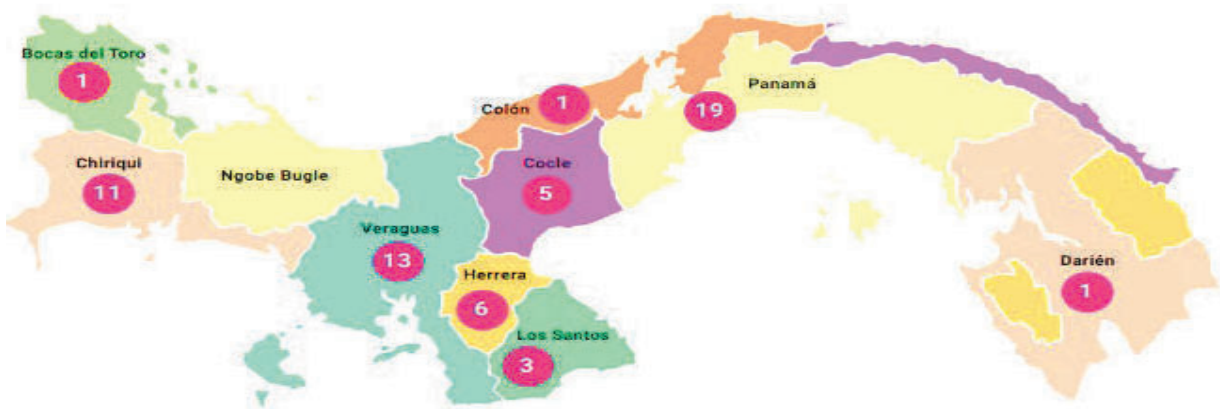 Bocas del Toro
1
Colón
1
Panamá
19
Chiriqui
11
Ngobe Bugle
Cocle
5
Veraguas
13
Herrera
6
Darién
1
Los Santos
3